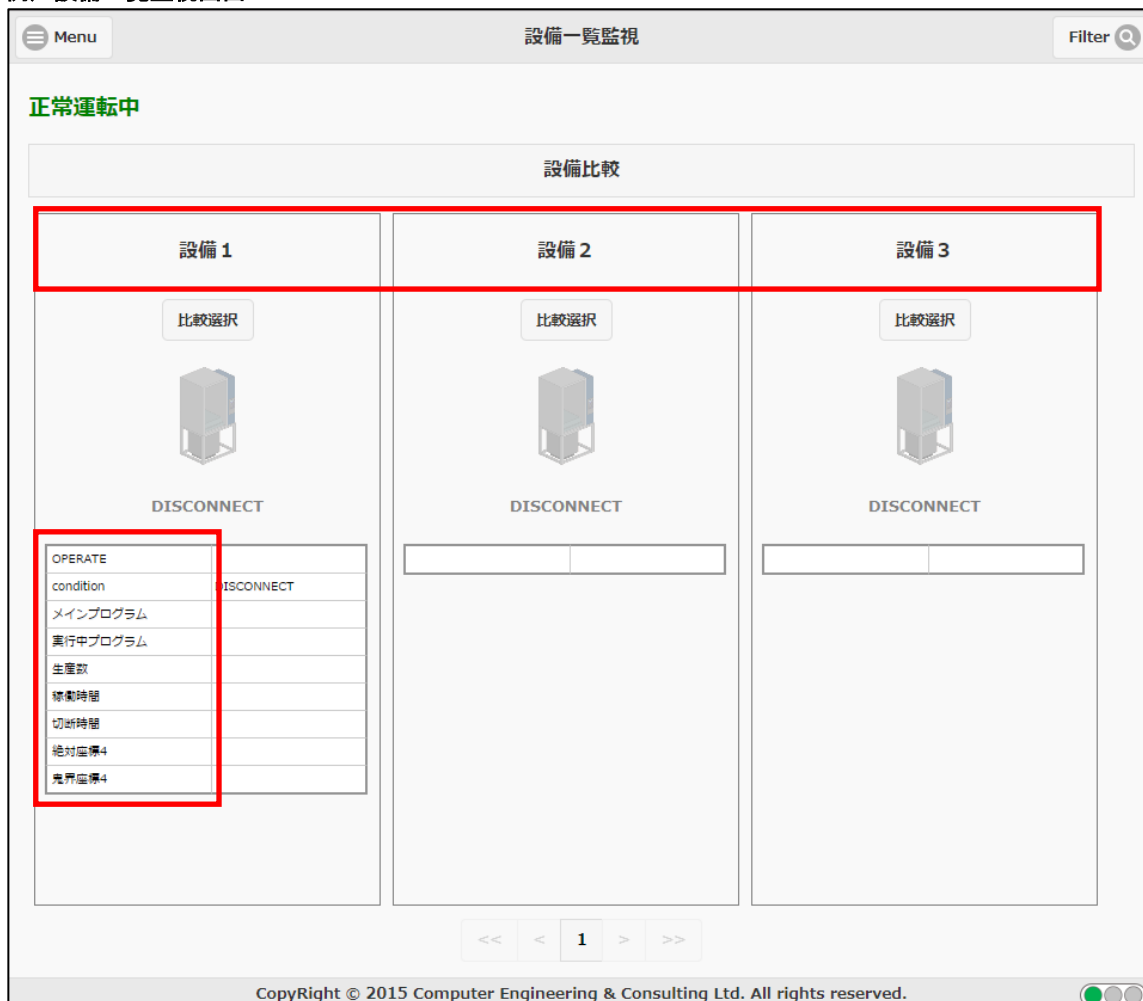 Menu
設備一覧監視
Filter
正常運転中
設備比較
設備1
設備2
設備3
比較選択
比較選択
比較選択
DISCONNECT
DISCONNECT
DISCONNECT
OPERATE
condition
DISCONNECT
メインプログラム
実行中プログラム
生産数
稼働時間
切断時間
絶対座標4
<< < 1 > >>
CopyRight © 2015 Computer Engineering & Consulting Ltd. All rights reserved.